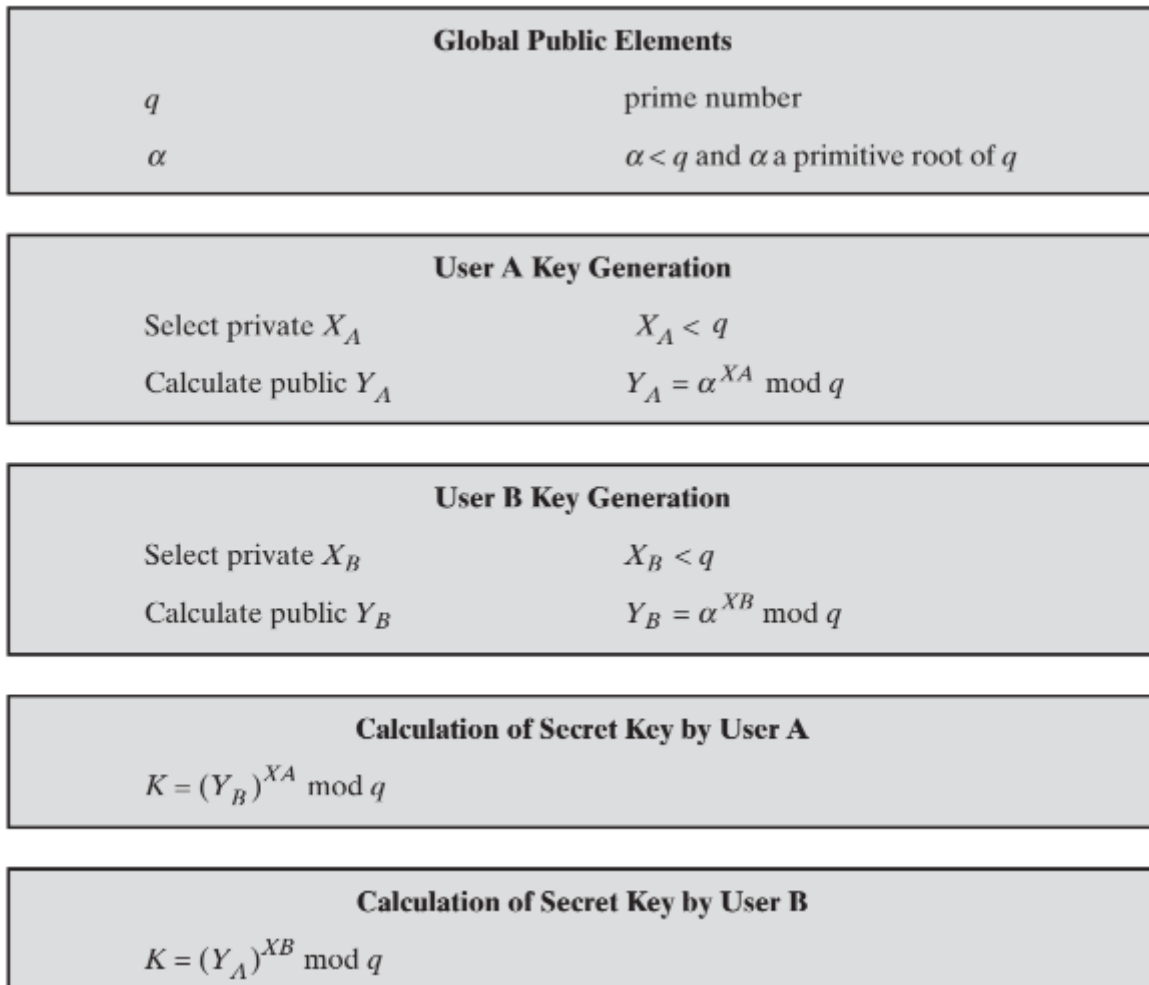 Global Public Elements
q prime number
α α < q and α a primitive root of q
User A Key Generation
Select private X_A X_A < q
Calculate public Y_A Y_A = α^{XA} mod q
User B Key Generation
Select private X_B X_B < q
Calculate public Y_B Y_B = α^{XB} mod q
Calculation of Secret Key by User A
K = (Y_B)^{XA} mod q
Calculation of Secret Key by User B
K = (Y_A)^{XB} mod q